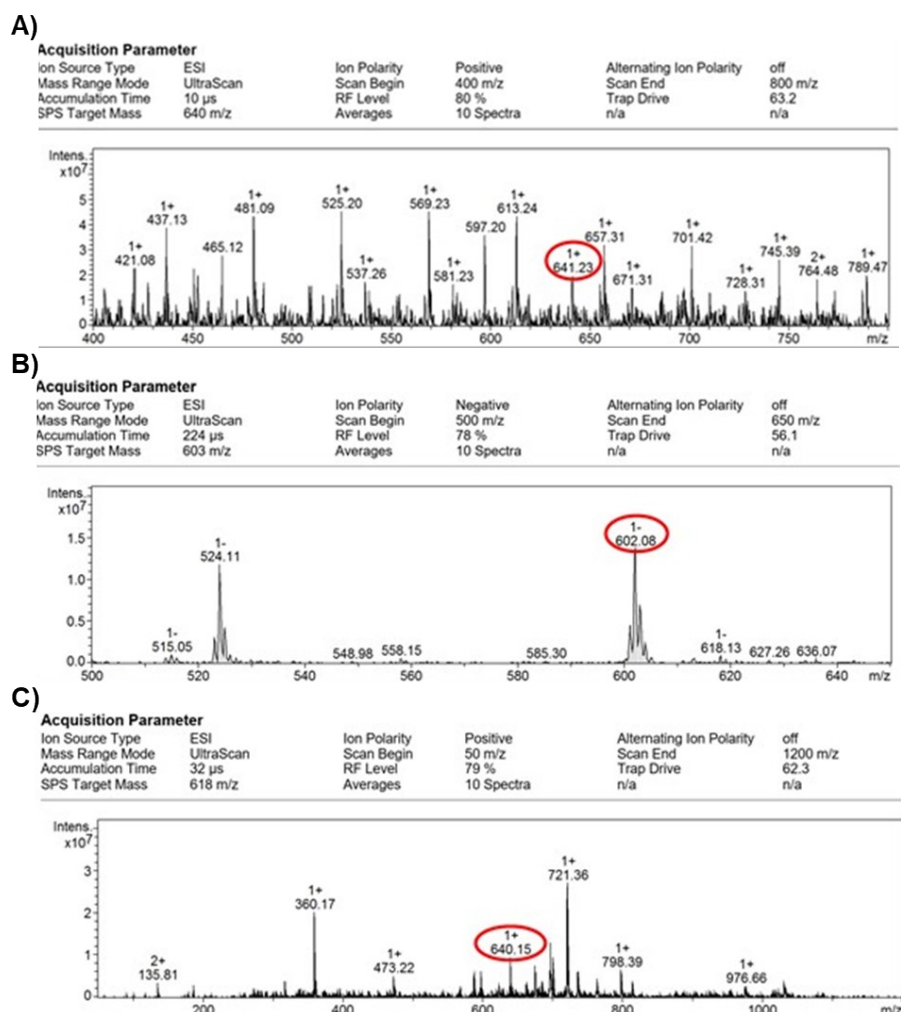 A)
Acquisition Parameter
Ion Source Type ESI Ion Polarity Positive Alternating Ion Polarity off
Mass Range Mode UltraScan Scan Begin 400 m/z Scan End 800 m/z
Accumulation Time 10 µs RF Level 80 % Trap Drive 63.2
SPS Target Mass 640 m/z Averages 10 Spectra n/a n/a
Intens.
x10⁷
5
4
3
2
1
0
1+ 421.08
1+ 437.13
465.12
1+ 481.09
1+ 525.20
1+ 537.26
1+ 569.23
1+ 581.23
597.20
1+ 613.24
1+ 641.23
1+ 657.31
1+ 671.31
1+ 701.42
1+ 728.31
1+ 745.39
2+ 764.48
1+ 789.47
400 450 500 550 600 650 700 750 m/z
B)
Acquisition Parameter
Ion Source Type ESI Ion Polarity Negative Alternating Ion Polarity off
Mass Range Mode UltraScan Scan Begin 500 m/z Scan End 650 m/z
Accumulation Time 224 µs RF Level 78 % Trap Drive 56.1
SPS Target Mass 603 m/z Averages 10 Spectra n/a n/a
Intens.
x10⁷
1.5
1.0
0.5
0.0
1- 515.05
1- 524.11
548.98
558.15
585.30
1- 602.08
1- 618.13
627.26
636.07
500 520 540 560 580 600 620 640 m/z
C)
Acquisition Parameter
Ion Source Type ESI Ion Polarity Positive Alternating Ion Polarity off
Mass Range Mode UltraScan Scan Begin 50 m/z Scan End 1200 m/z
Accumulation Time 32 µs RF Level 79 % Trap Drive 62.3
SPS Target Mass 618 m/z Averages 10 Spectra n/a n/a
Intens.
x10⁷
3
2
1
0
2+ 135.81
1+ 360.17
1+ 473.22
1+ 640.15
1+ 721.36
1+ 798.39
1+ 976.66
200 400 600 800 1000 m/z